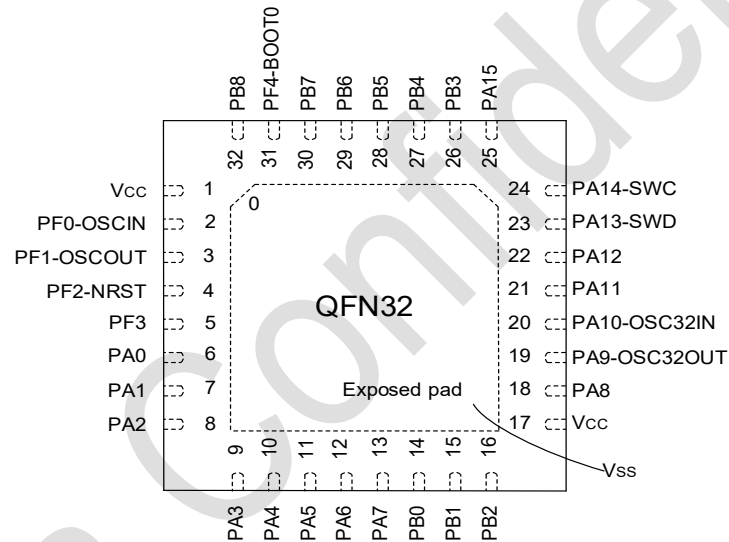 PB8
PF4-BOOT0
PB7
PB6
PB5
PB4
PB3
PA15
32
31
30
29
28
27
26
25
Vcc 1
PF0-OSCIN 2
PF1-OSCOUT 3
PF2-NRST 4
PF3 5
PA0 6
PA1 7
PA2 8
0
QFN32
Exposed pad
24 PA14-SWC
23 PA13-SWD
22 PA12
21 PA11
20 PA10-OSC32IN
19 PA9-OSC32OUT
18 PA8
17 Vcc
Vss
9
10
11
12
13
14
15
16
PA3
PA4
PA5
PA6
PA7
PB0
PB1
PB2